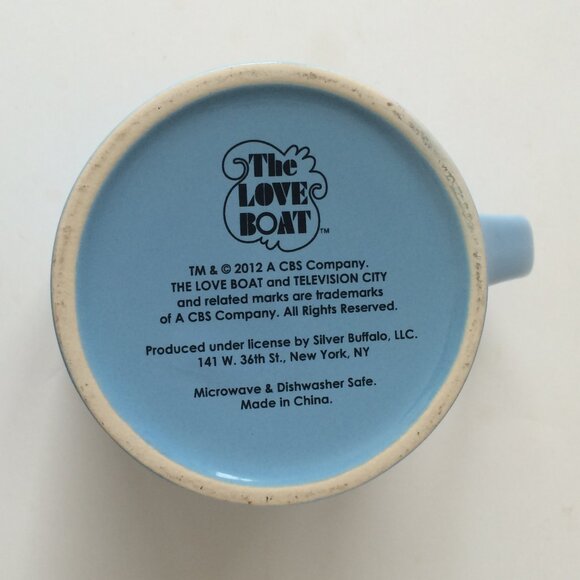 The
LOVE
BOAT™
TM & © 2012 A CBS Company.
THE LOVE BOAT and TELEVISION CITY
and related marks are trademarks
of A CBS Company. All Rights Reserved.
Produced under license by Silver Buffalo, LLC.
141 W. 36th St., New York, NY
Microwave & Dishwasher Safe.
Made in China.